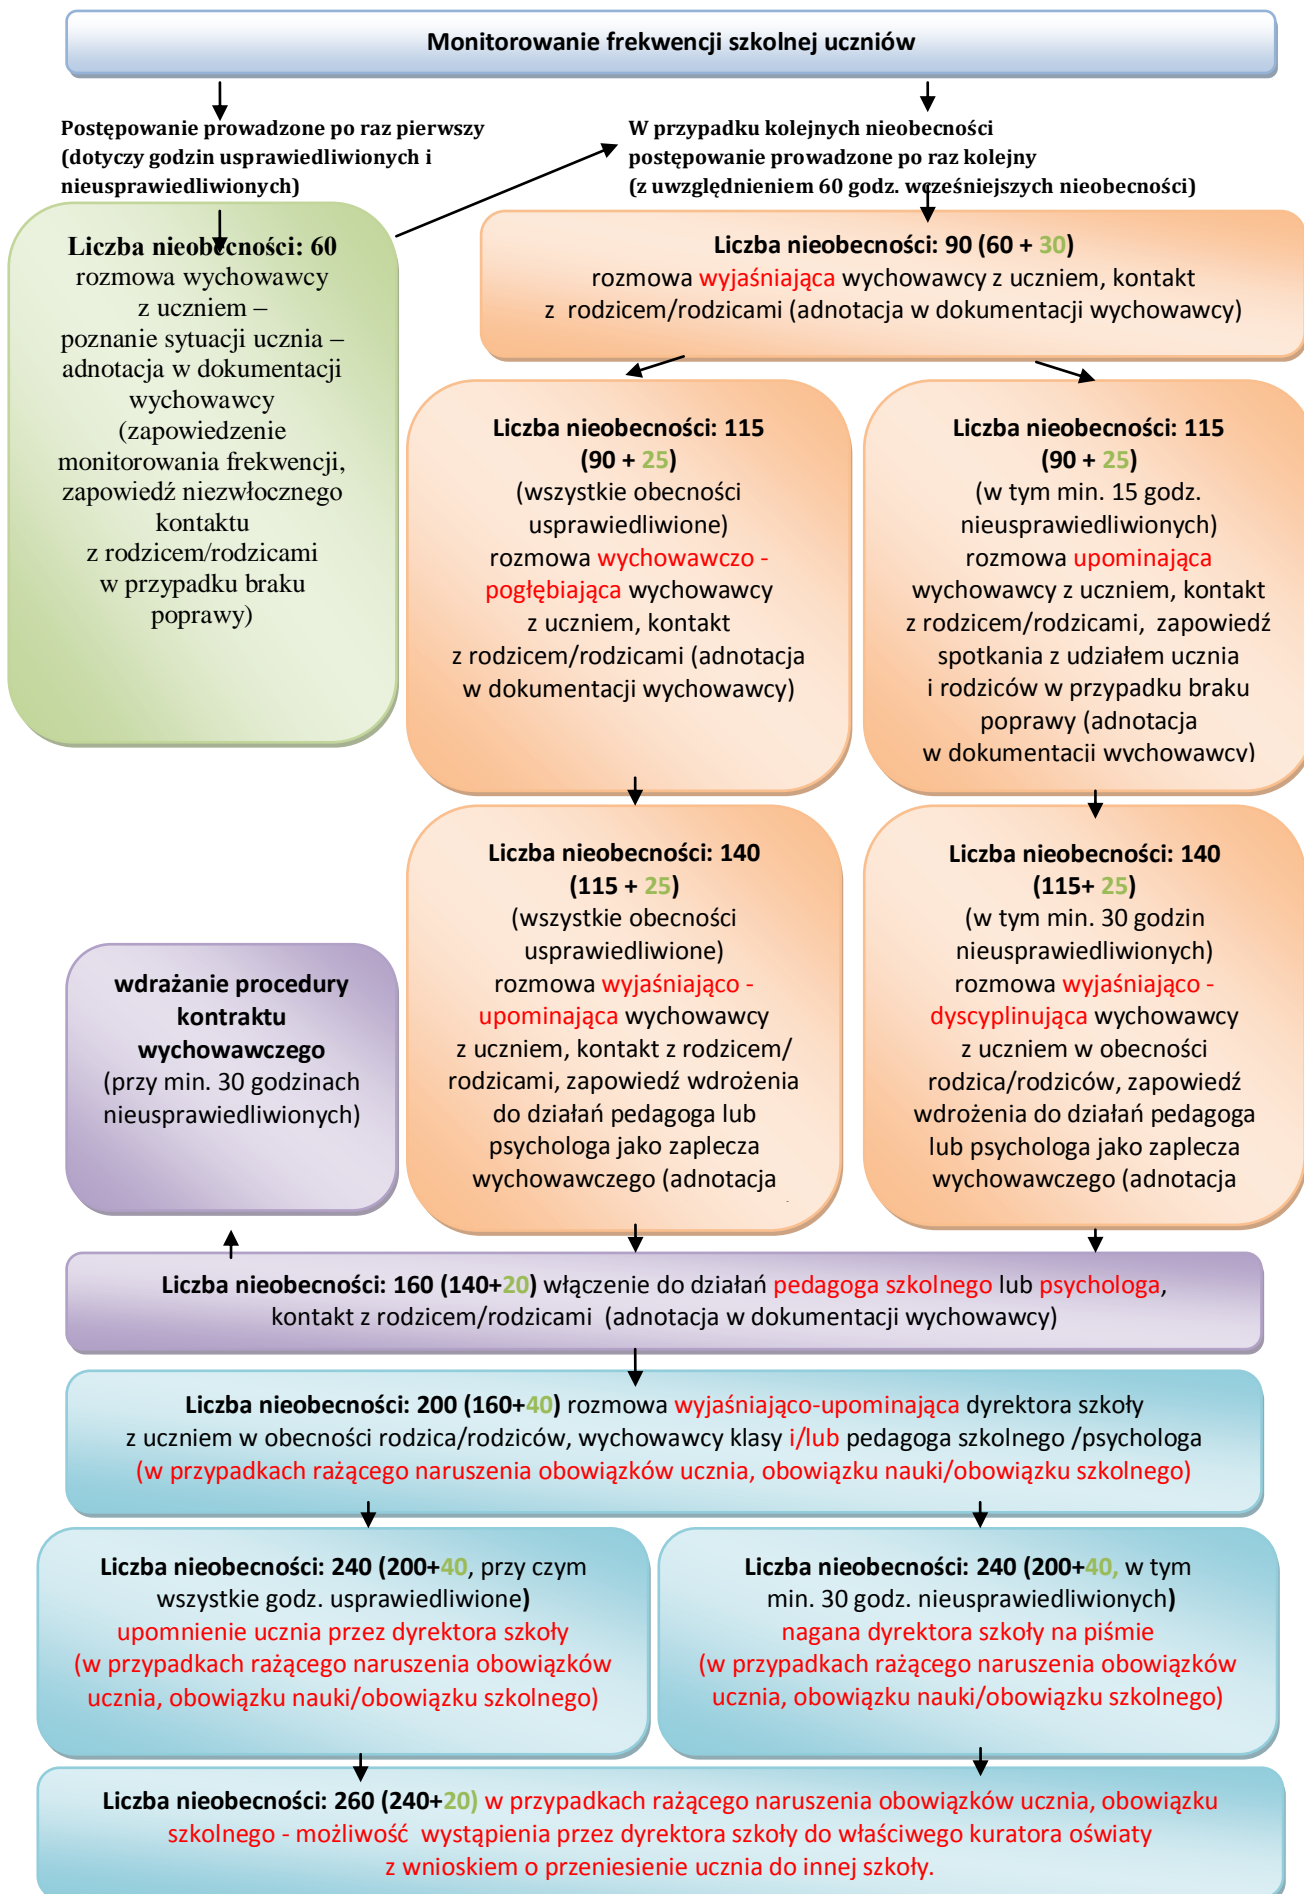 Monitorowanie frekwencji szkolnej uczniów
Postępowanie prowadzone po raz pierwszy
(dotyczy godzin usprawiedliwionych i
nieusprawiedliwionych)
W przypadku kolejnych nieobecności
postępowanie prowadzone po raz kolejny
(z uwzględnieniem 60 godz. wcześniejszych nieobecności)
Liczba nieobecności: 60
rozmowa wychowawcy
z uczniem –
poznanie sytuacji ucznia –
adnotacja w dokumentacji
wychowawcy
(zapowiedzenie
monitorowania frekwencji,
zapowiedź niezwłocznego
kontaktu
z rodzicem/rodzicami
w przypadku braku
poprawy)
Liczba nieobecności: 90 (60 + 30)
rozmowa wyjaśniająca wychowawcy z uczniem, kontakt
z rodzicem/rodzicami (adnotacja w dokumentacji wychowawcy)
Liczba nieobecności: 115
(90 + 25)
(wszystkie obecności
usprawiedliwione)
rozmowa wychowawczo -
pogłębiająca wychowawcy
z uczniem, kontakt
z rodzicem/rodzicami (adnotacja
w dokumentacji wychowawcy)
Liczba nieobecności: 115
(90 + 25)
(w tym min. 15 godz.
nieusprawiedliwionych)
rozmowa upominająca
wychowawcy z uczniem, kontakt
z rodzicem/rodzicami, zapowiedź
spotkania z udziałem ucznia
i rodziców w przypadku braku
poprawy (adnotacja
w dokumentacji wychowawcy)
Liczba nieobecności: 140
(115 + 25)
(wszystkie obecności
usprawiedliwione)
rozmowa wyjaśniająco -
upominająca wychowawcy
z uczniem, kontakt z rodzicem/
rodzicami, zapowiedź wdrożenia
do działań pedagoga lub
psychologa jako zaplecza
wychowawczego (adnotacja
Liczba nieobecności: 140
(115+ 25)
(w tym min. 30 godzin
nieusprawiedliwionych)
rozmowa wyjaśniająco -
dyscyplinująca wychowawcy
z uczniem w obecności
rodzica/rodziców, zapowiedź
wdrożenia do działań pedagoga
lub psychologa jako zaplecza
wychowawczego (adnotacja
wdrażanie procedury
kontraktu
wychowawczego
(przy min. 30 godzinach
nieusprawiedliwionych)
Liczba nieobecności: 160 (140+20) włączenie do działań pedagoga szkolnego lub psychologa,
kontakt z rodzicem/rodzicami (adnotacja w dokumentacji wychowawcy)
Liczba nieobecności: 200 (160+40) rozmowa wyjaśniająco-upominająca dyrektora szkoły
z uczniem w obecności rodzica/rodziców, wychowawcy klasy i/lub pedagoga szkolnego /psychologa
(w przypadkach rażącego naruszenia obowiązków ucznia, obowiązku nauki/obowiązku szkolnego)
Liczba nieobecności: 240 (200+40, przy czym
wszystkie godz. usprawiedliwione)
upomnienie ucznia przez dyrektora szkoły
(w przypadkach rażącego naruszenia obowiązków
ucznia, obowiązku nauki/obowiązku szkolnego)
Liczba nieobecności: 240 (200+40, w tym
min. 30 godz. nieusprawiedliwionych)
nagana dyrektora szkoły na piśmie
(w przypadkach rażącego naruszenia obowiązków
ucznia, obowiązku nauki/obowiązku szkolnego)
Liczba nieobecności: 260 (240+20) w przypadkach rażącego naruszenia obowiązków ucznia, obowiązku
szkolnego - możliwość wystąpienia przez dyrektora szkoły do właściwego kuratora oświaty
z wnioskiem o przeniesienie ucznia do innej szkoły.